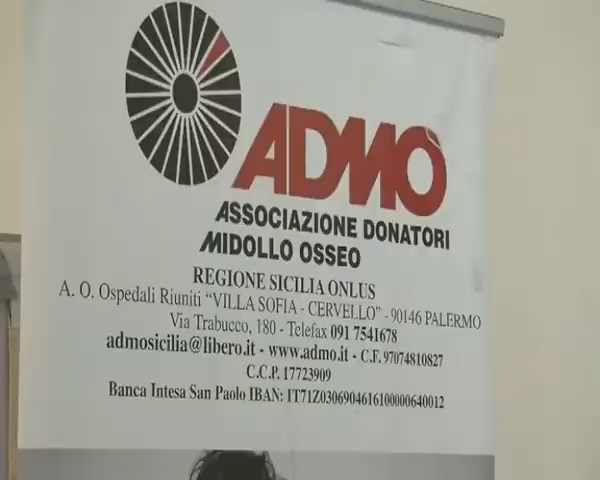 ADMO
ASSOCIAZIONE DONATORI
MIDOLLO OSSEO
REGIONE SICILIA ONLUS
A. O. Ospedali Riuniti “VILLA SOFIA - CERVELLO” - 90146 PALERMO
Via Trabucco, 180 - Telefax 091 7541678
admosicilia@libero.it - www.admo.it - C.F. 97074810827
C.C.P. 17723909
Banca Intesa San Paolo IBAN: IT71Z0306904616100000640012